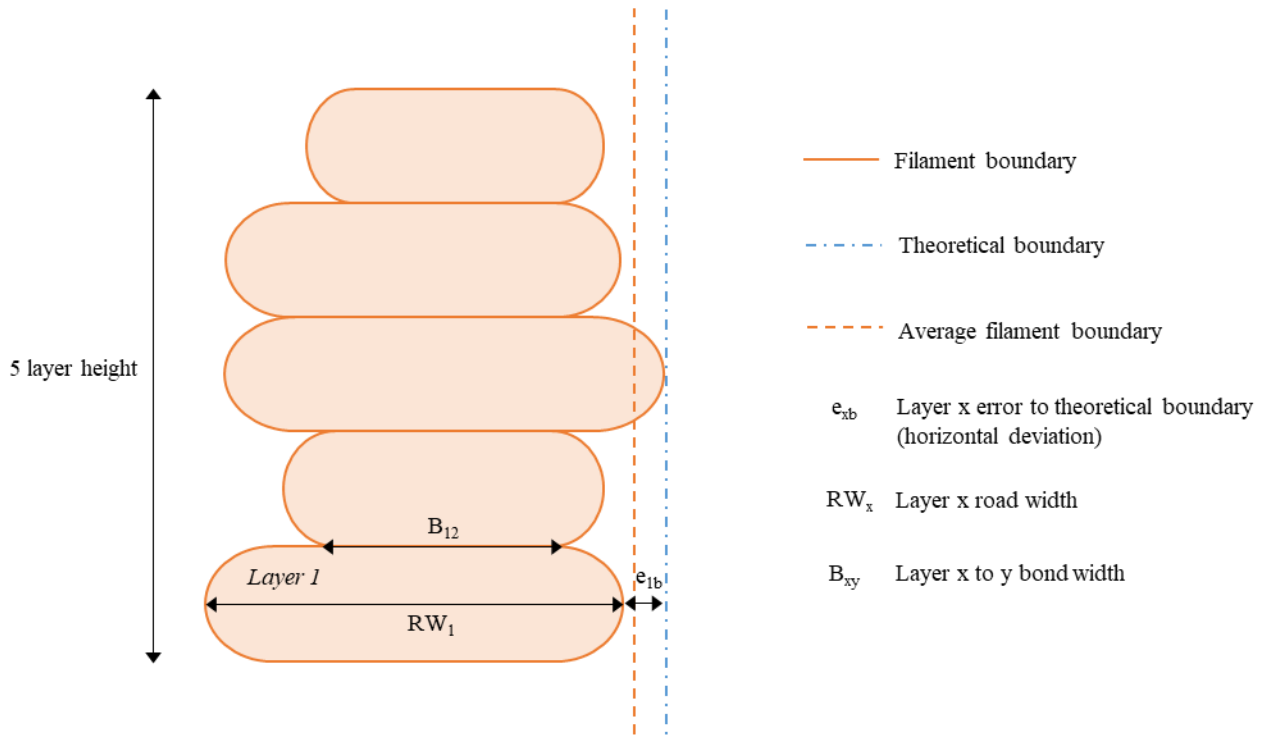 5 layer height
B₁₂
Layer 1
e₁b
RW₁
Filament boundary
Theoretical boundary
Average filament boundary
eₓb Layer x error to theoretical boundary
(horizontal deviation)
RWₓ Layer x road width
Bxy Layer x to y bond width